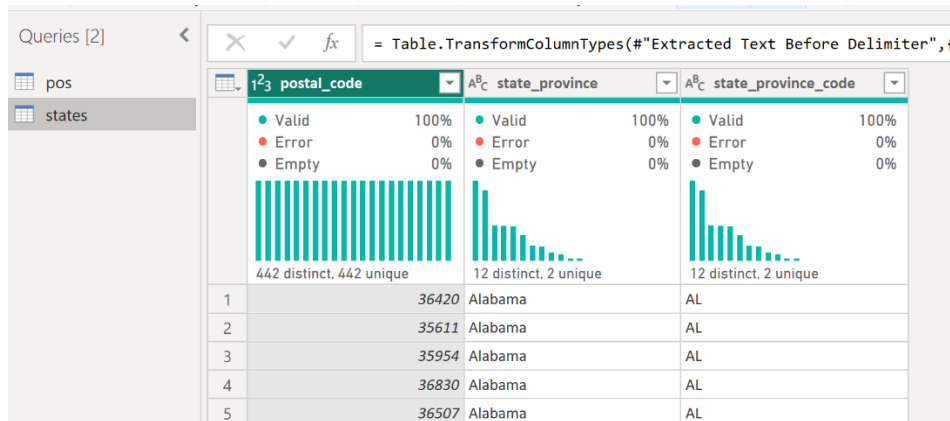 Queries [2]
fx = Table.TransformColumnTypes(#"Extracted Text Before Delimiter",{
pos
states
1²3 postal_code ABC state_province ABC state_province_code
Valid 100% Valid 100% Valid 100%
Error 0% Error 0% Error 0%
Empty 0% Empty 0% Empty 0%
442 distinct, 442 unique 12 distinct, 2 unique 12 distinct, 2 unique
1 36420 Alabama AL
2 35611 Alabama AL
3 35954 Alabama AL
4 36830 Alabama AL
5 36507 Alabama AL